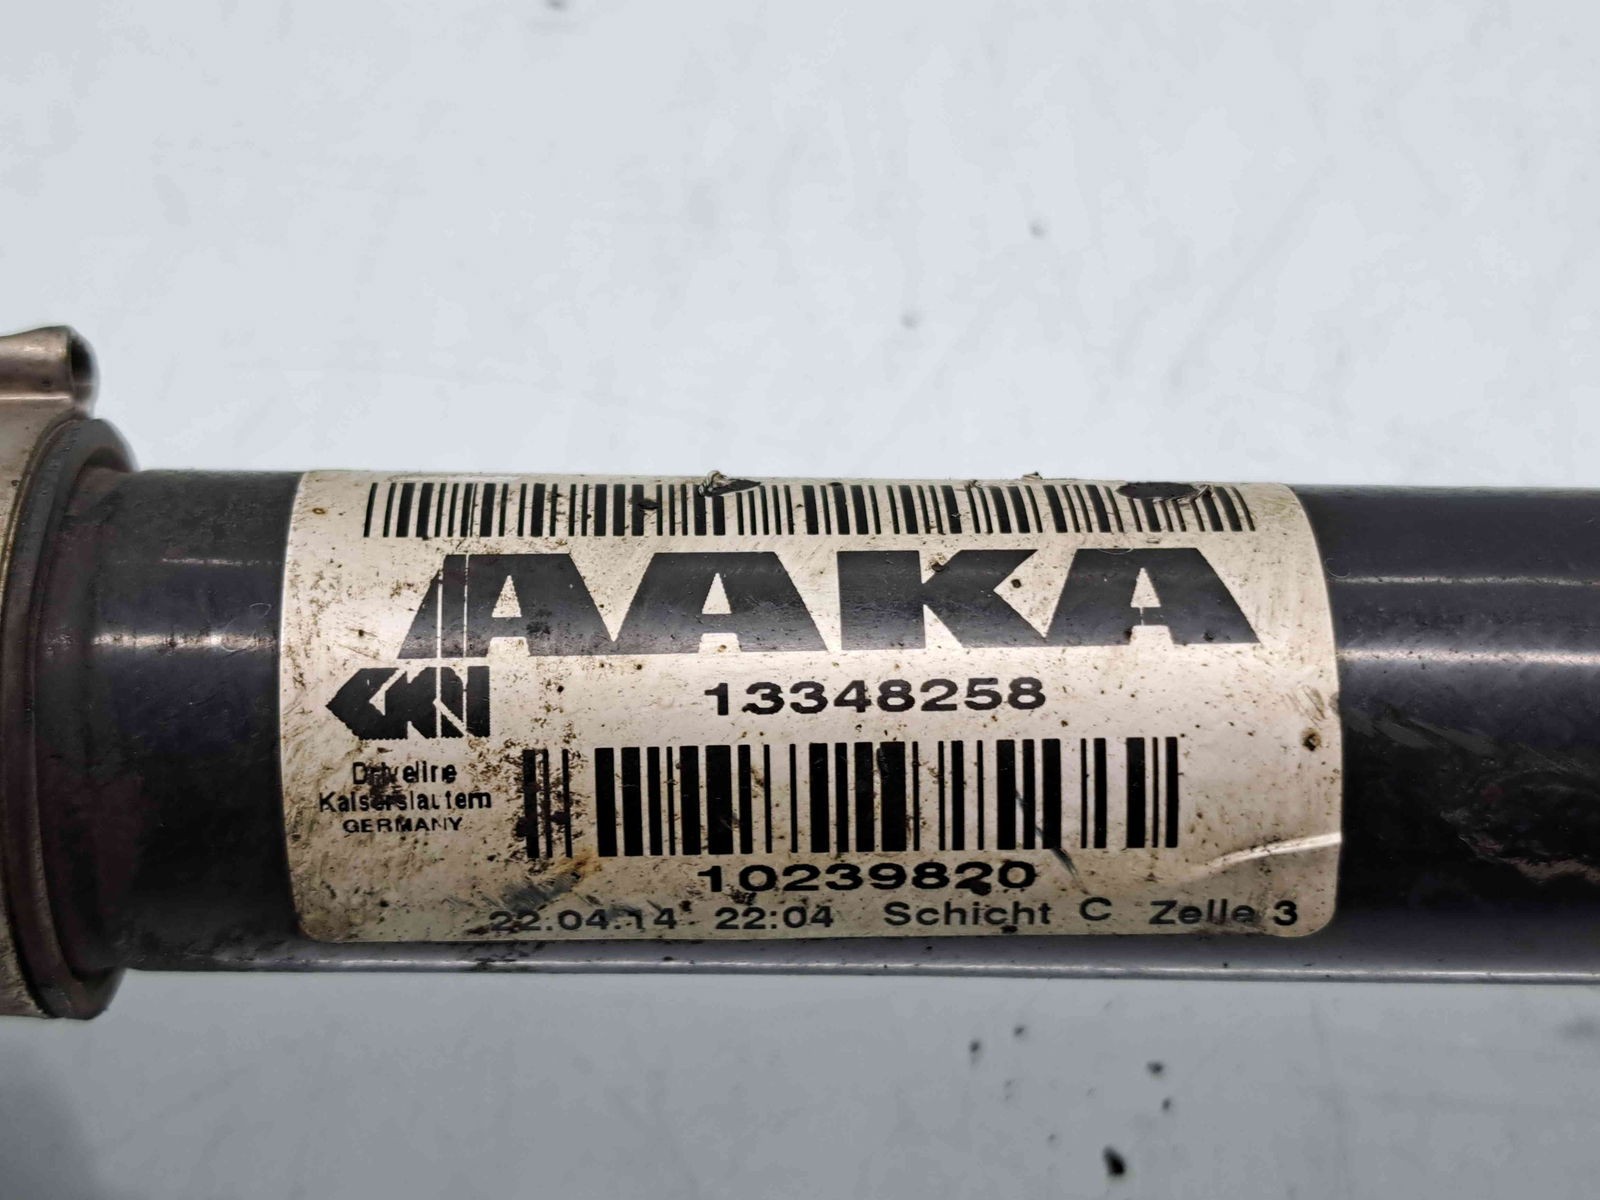 AAKA
GKN
13348258
Driveline
Kaiserslautern
GERMANY
10239820
22.04.14 22:04 Schicht C Zelle 3